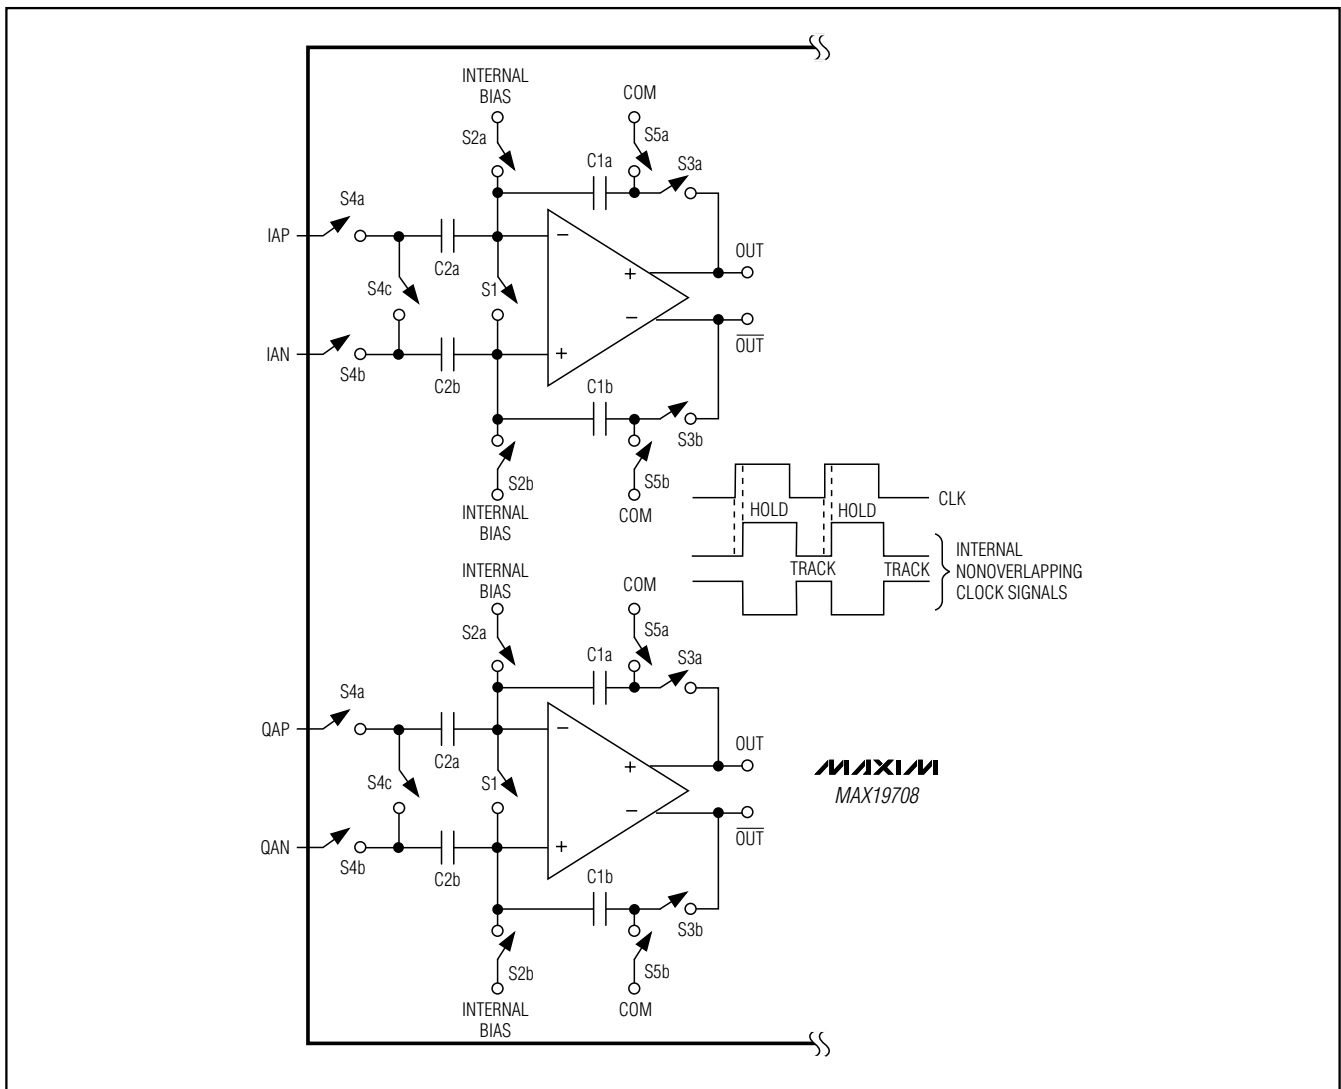 INTERNAL
BIAS
COM
S2a
S5a
C1a
S3a
S4a
IAP
−
OUT
C2a
+
S4c
S1
−
OUT
IAN
+
S4b
C2b
C1b
S3b
S2b
S5b
INTERNAL
BIAS
COM
CLK
HOLD
HOLD
TRACK
TRACK
INTERNAL
NONOVERLAPPING
CLOCK SIGNALS
INTERNAL
BIAS
COM
S2a
S5a
C1a
S3a
S4a
QAP
−
OUT
C2a
+
S4c
S1
−
OUT
QAN
+
S4b
C2b
C1b
S3b
S2b
S5b
INTERNAL
BIAS
COM
MAXIM
MAX19708